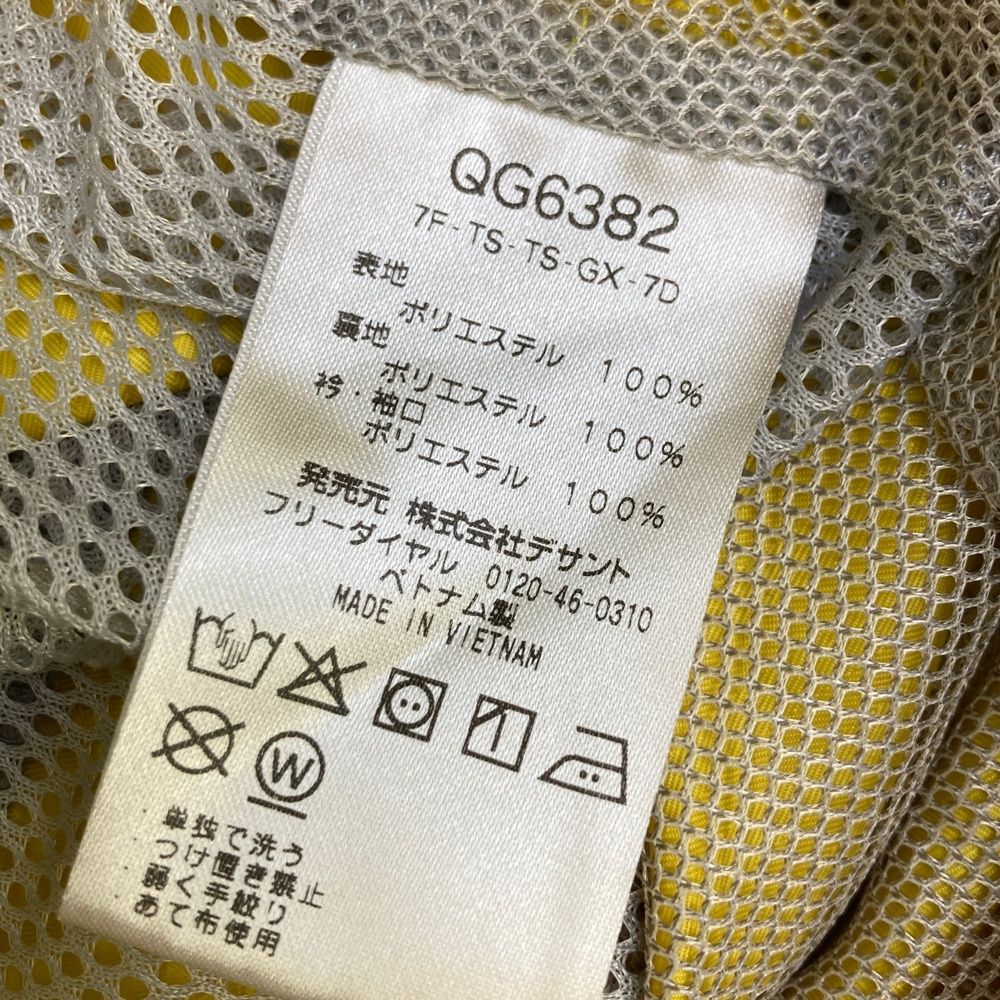 QG6382
7F-TS-TS-GX-7D
表地
ポリエステル 100%
裏地
ポリエステル 100%
衿・袖口
ポリエステル 100%
発売元 株式会社デサント
フリーダイヤル 0120-46-0310
ベトナム製
MADE IN VIETNAM
W
・単独で洗う
・つけ置き禁止
・弱く手絞り
・あて布使用